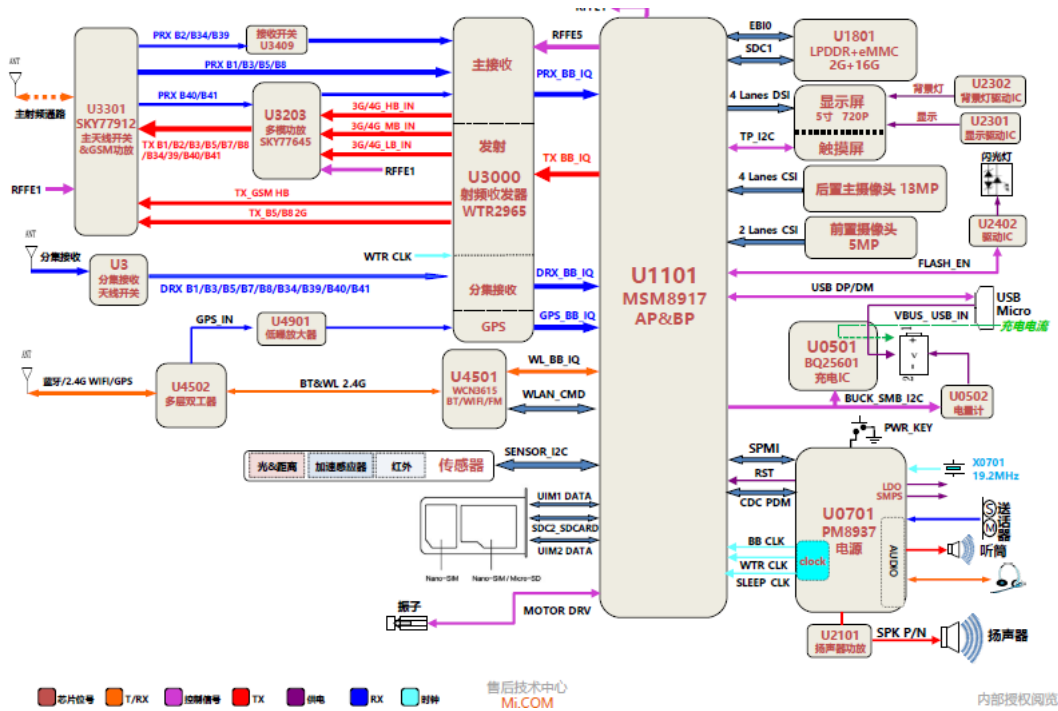 RFFE5
EBI0
SDC1
U1801
LPDDR+eMMC
2G+16G
PRX B2/B34/B39
接收开关
U3409
ANT
主射频通路
U3301
SKY77912
主天线开关
&GSM功放
PRX B1/B3/B5/B8
PRX B40/B41
U3203
多模功放
SKY77645
3G/4G_HB_IN
3G/4G_MB_IN
3G/4G_LB_IN
RFFE1
TX B1/B2/B3/B5/B7/B8
/B34/39/B40/B41
RFFE1
TX_GSM HB
TX_B5/B8 2G
主接收
发射
U3000
射频收发器
WTR2965
分集接收
GPS
PRX_BB_IQ
TX_BB_IQ
DRX_BB_IQ
GPS_BB_IQ
WTR CLK
ANT
分集接收
U3
分集接收
天线开关
DRX B1/B3/B5/B7/B8/B34/B39/B40/B41
GPS_IN
U4901
低噪放大器
ANT
蓝牙/2.4G WIFI/GPS
U4502
多层双工器
BT&WL 2.4G
U4501
WCN3615
BT/WIFI/FM
WL_BB_IQ
WLAN_CMD
U1101
MSM8917
AP&BP
4 Lanes DSI
TP_I2C
显示屏
5寸 720P
触摸屏
背景灯
U2302
背景灯驱动IC
显示
U2301
显示驱动IC
闪光灯
4 Lanes CSI
后置主摄像头 13MP
2 Lanes CSI
前置摄像头
5MP
U2402
驱动IC
FLASH_EN
USB DP/DM
USB
Micro
VBUS_ USB_IN
充电电流
U0501
BQ25601
充电IC
U0502
电量计
BUCK_SMB_I2C
PWR_KEY
光&距离
加速感应器
红外
传感器
SENSOR_I2C
UIM1 DATA
SDC2_SDCARD
UIM2 DATA
Nano-SIM
Nano-SIM / Micro-SD
振子
MOTOR DRV
SPMI
RST
CDC PDM
BB CLK
WTR CLK
SLEEP CLK
clock
U0701
PM8937
电源
AUDIO
X0701
19.2MHz
LDO
SMPS
S
M
送话器
听筒
U2101
扬声器功放
SPK P/N
扬声器
芯片位号
T/RX
控制信号
TX
供电
RX
时钟
售后技术中心
Mi.COM
内部授权阅览